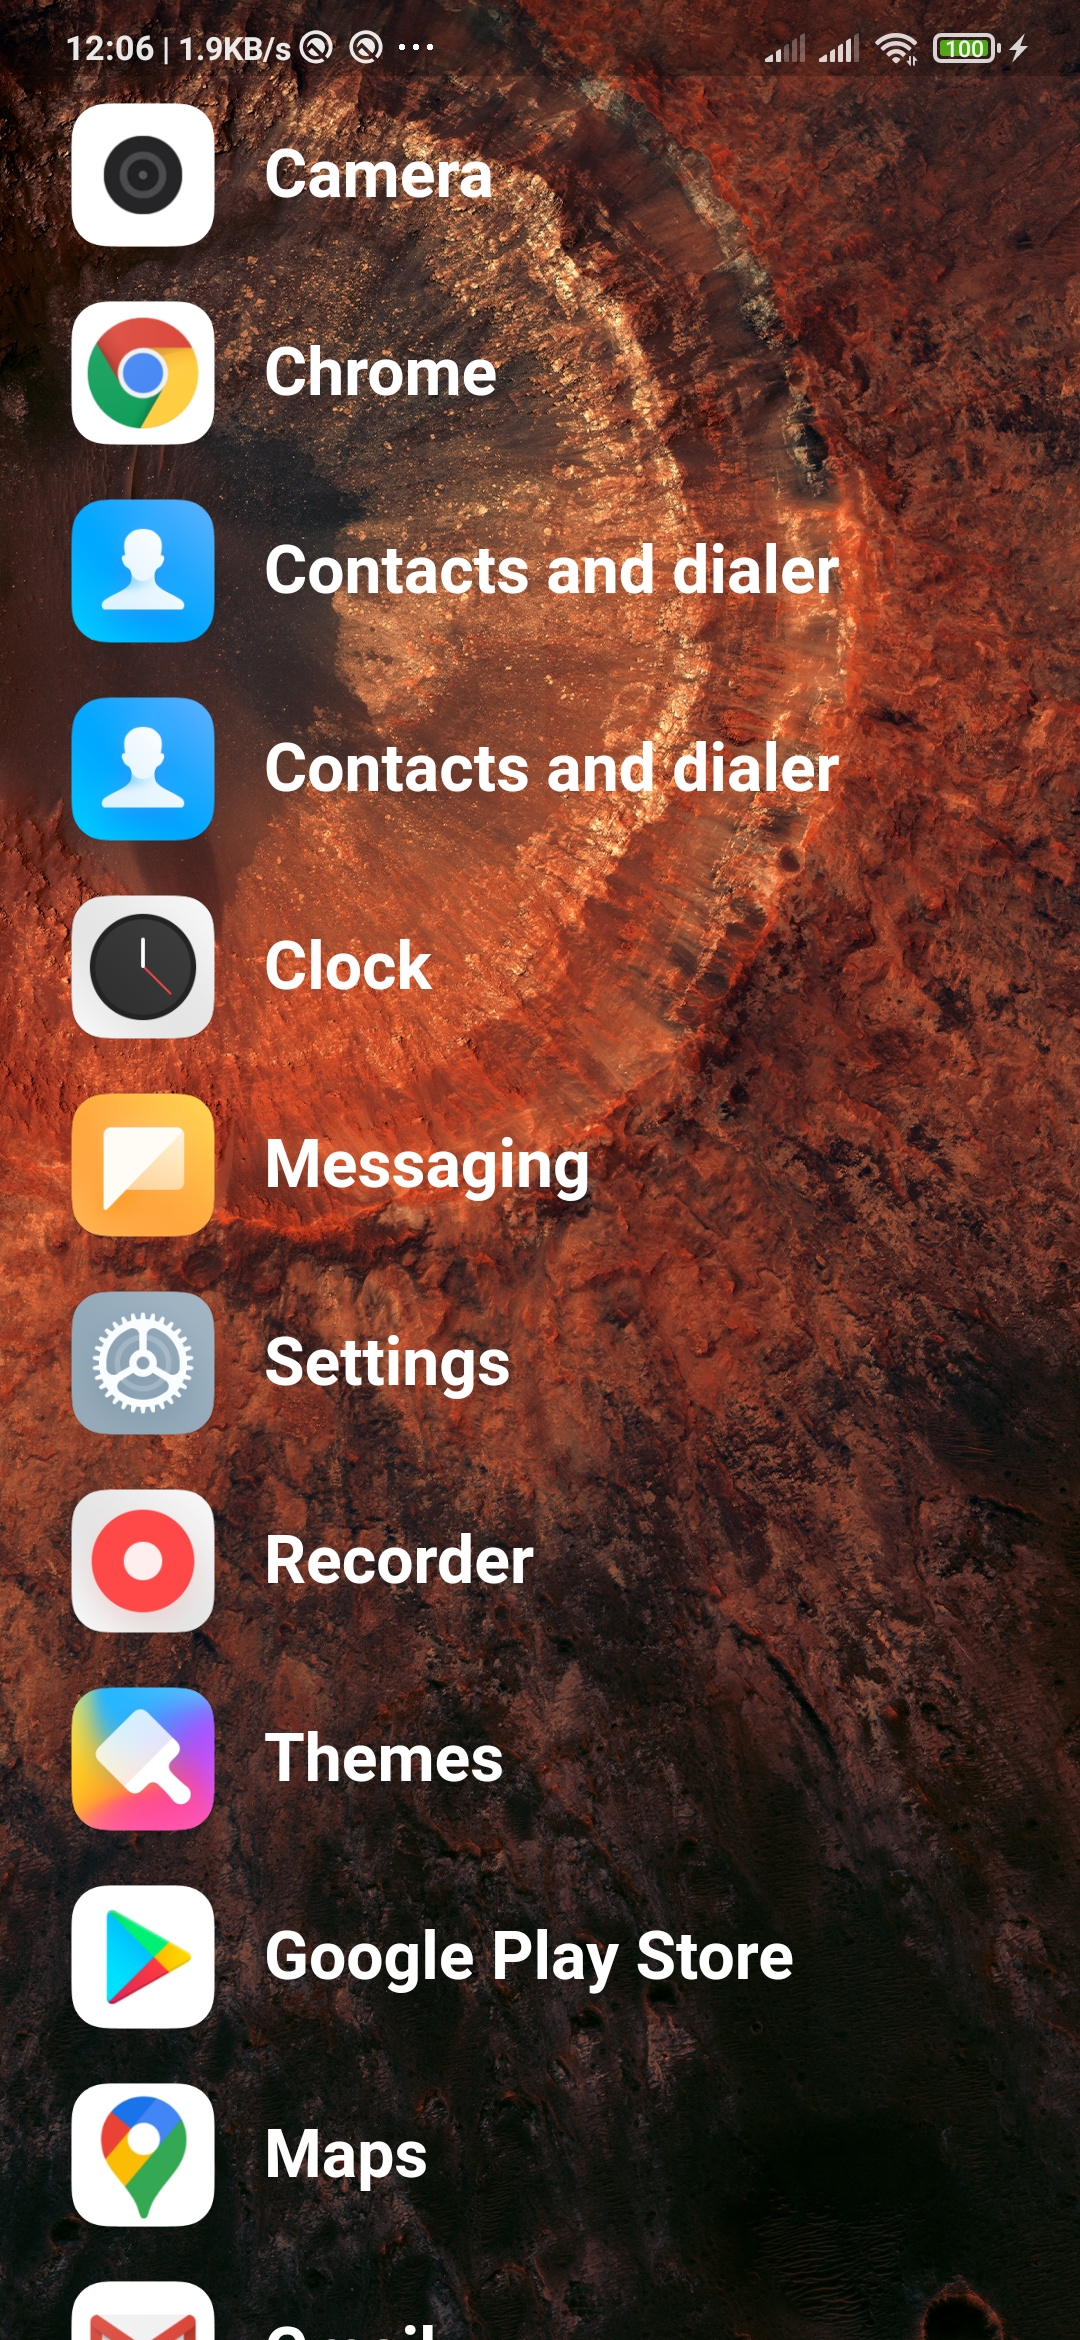 12:06 | 1.9KB/s ... 100
Camera
Chrome
Contacts and dialer
Contacts and dialer
Clock
Messaging
Settings
Recorder
Themes
Google Play Store
Maps
Gmail